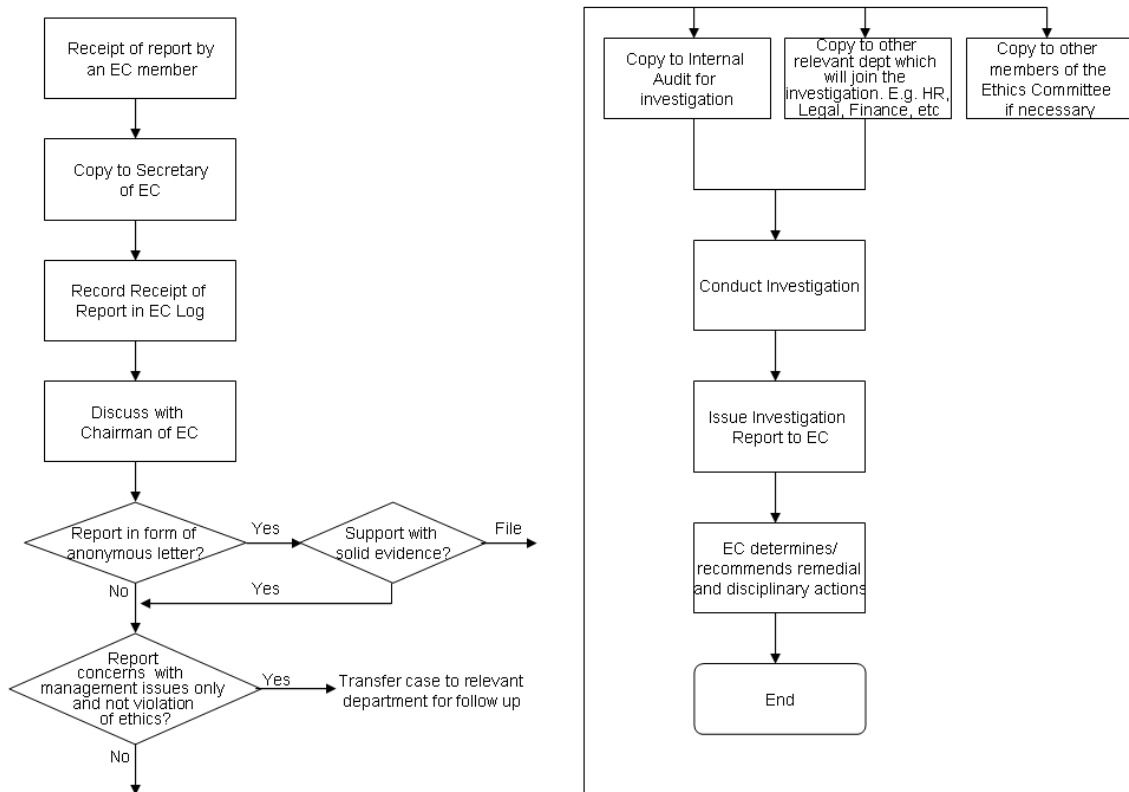 Receipt of report by
an EC member
Copy to Secretary
of EC
Record Receipt of
Report in EC Log
Discuss with
Chairman of EC
Report in form of
anonymous letter?
Yes
Support with
solid evidence?
File
No
Yes
Report
concerns with
management issues only
and not violation
of ethics?
Yes
Transfer case to relevant
department for follow up
No
Copy to Internal
Audit for
investigation
Copy to other
relevant dept which
will join the
investigation. E.g. HR,
Legal, Finance, etc
Copy to other
members of the
Ethics Committee
if necessary
Conduct Investigation
Issue Investigation
Report to EC
EC determines/
recommends remedial
and disciplinary actions
End